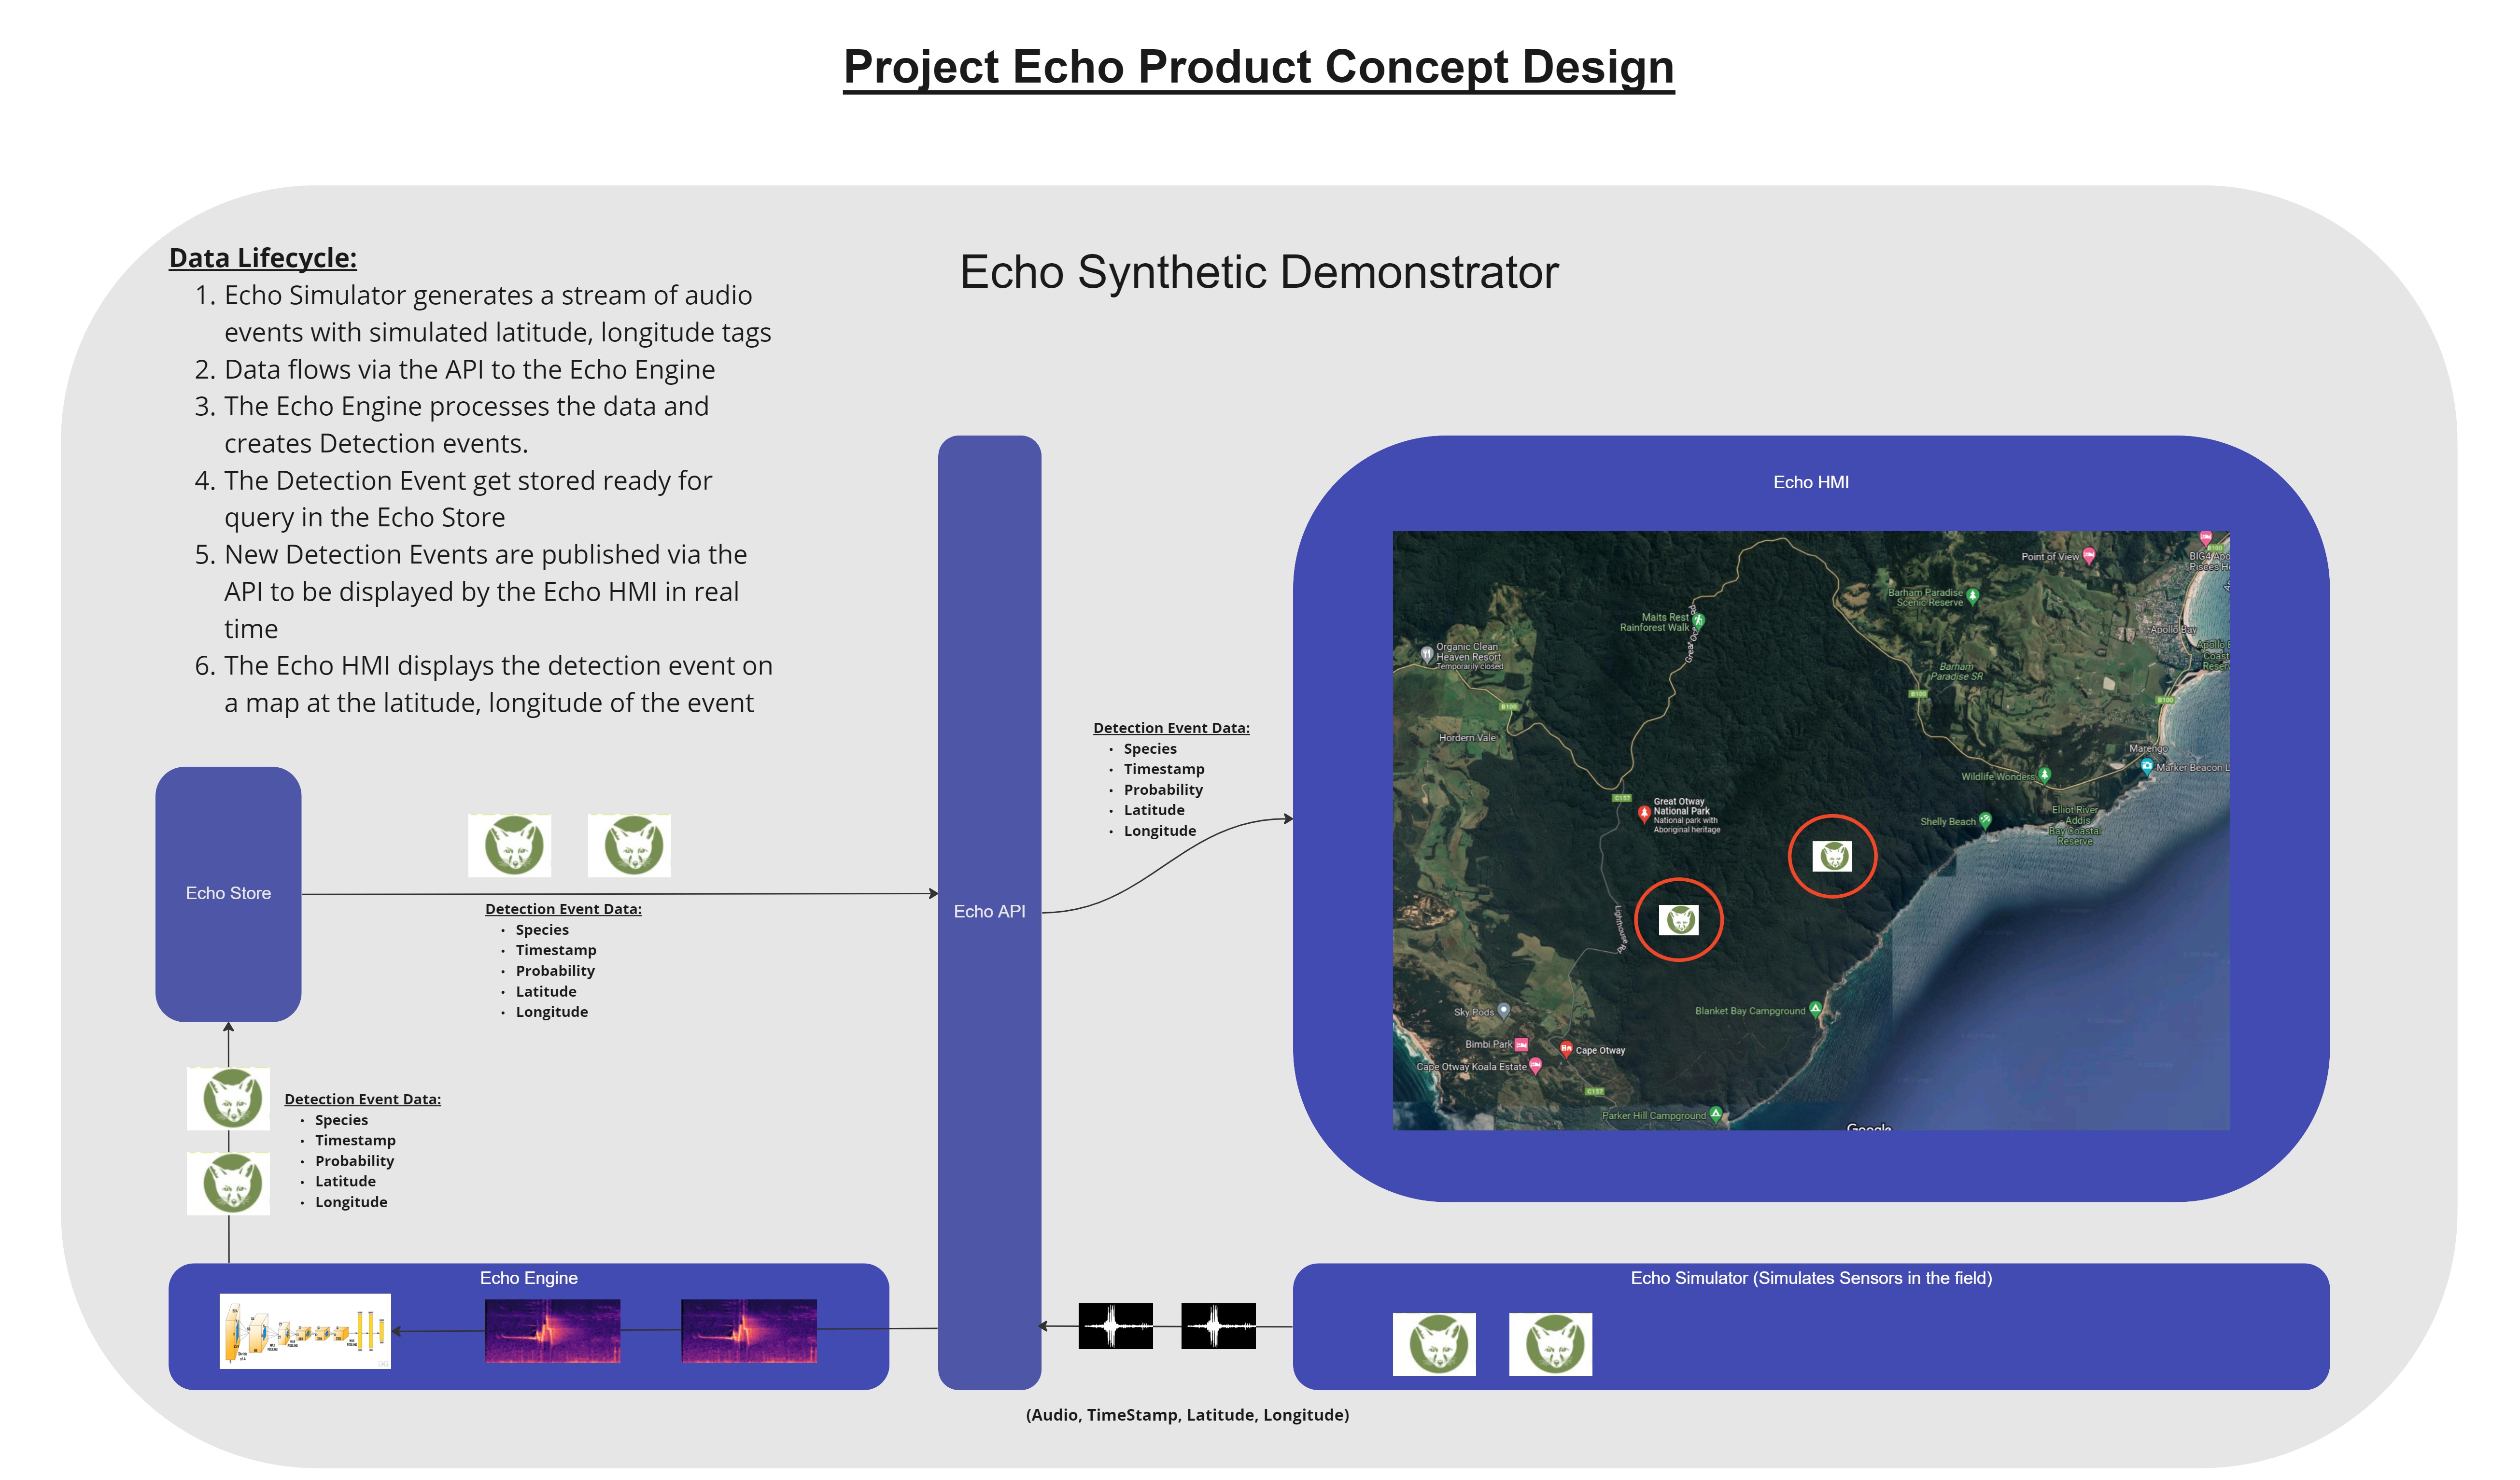 Project Echo Product Concept Design
Echo Synthetic Demonstrator
Data Lifecycle:
1. Echo Simulator generates a stream of audio
events with simulated latitude, longitude tags
2. Data flows via the API to the Echo Engine
3. The Echo Engine processes the data and
creates Detection events.
4. The Detection Event get stored ready for
query in the Echo Store
5. New Detection Events are published via the
API to be displayed by the Echo HMI in real
time
6. The Echo HMI displays the detection event on
a map at the latitude, longitude of the event
Echo Store
Detection Event Data:
• Species
• Timestamp
• Probability
• Latitude
• Longitude
Detection Event Data:
• Species
• Timestamp
• Probability
• Latitude
• Longitude
Echo Engine
Echo API
Detection Event Data:
• Species
• Timestamp
• Probability
• Latitude
• Longitude
Echo HMI
Point of View
B100
Barham Paradise
Scenic Reserve
Maits Rest
Rainforest Walk
Organic Clean
Heaven Resort
Temporarily closed
Apollo Bay
Barham
Paradise SR
B100
B100
B100
Hordern Vale
Marengo
Marker Beacon L
Wildlife Wonders
C157
Great Otway
National Park
National park with
Aboriginal heritage
Shelly Beach
Elliot River
- Addis
Bay Coastal
Reserve
Lighthouse Rd
Sky Pods
Blanket Bay Campground
Bimbi Park
Cape Otway
Cape Otway Koala Estate
C157
Parker Hill Campground
Google
Echo Simulator (Simulates Sensors in the field)
(Audio, TimeStamp, Latitude, Longitude)